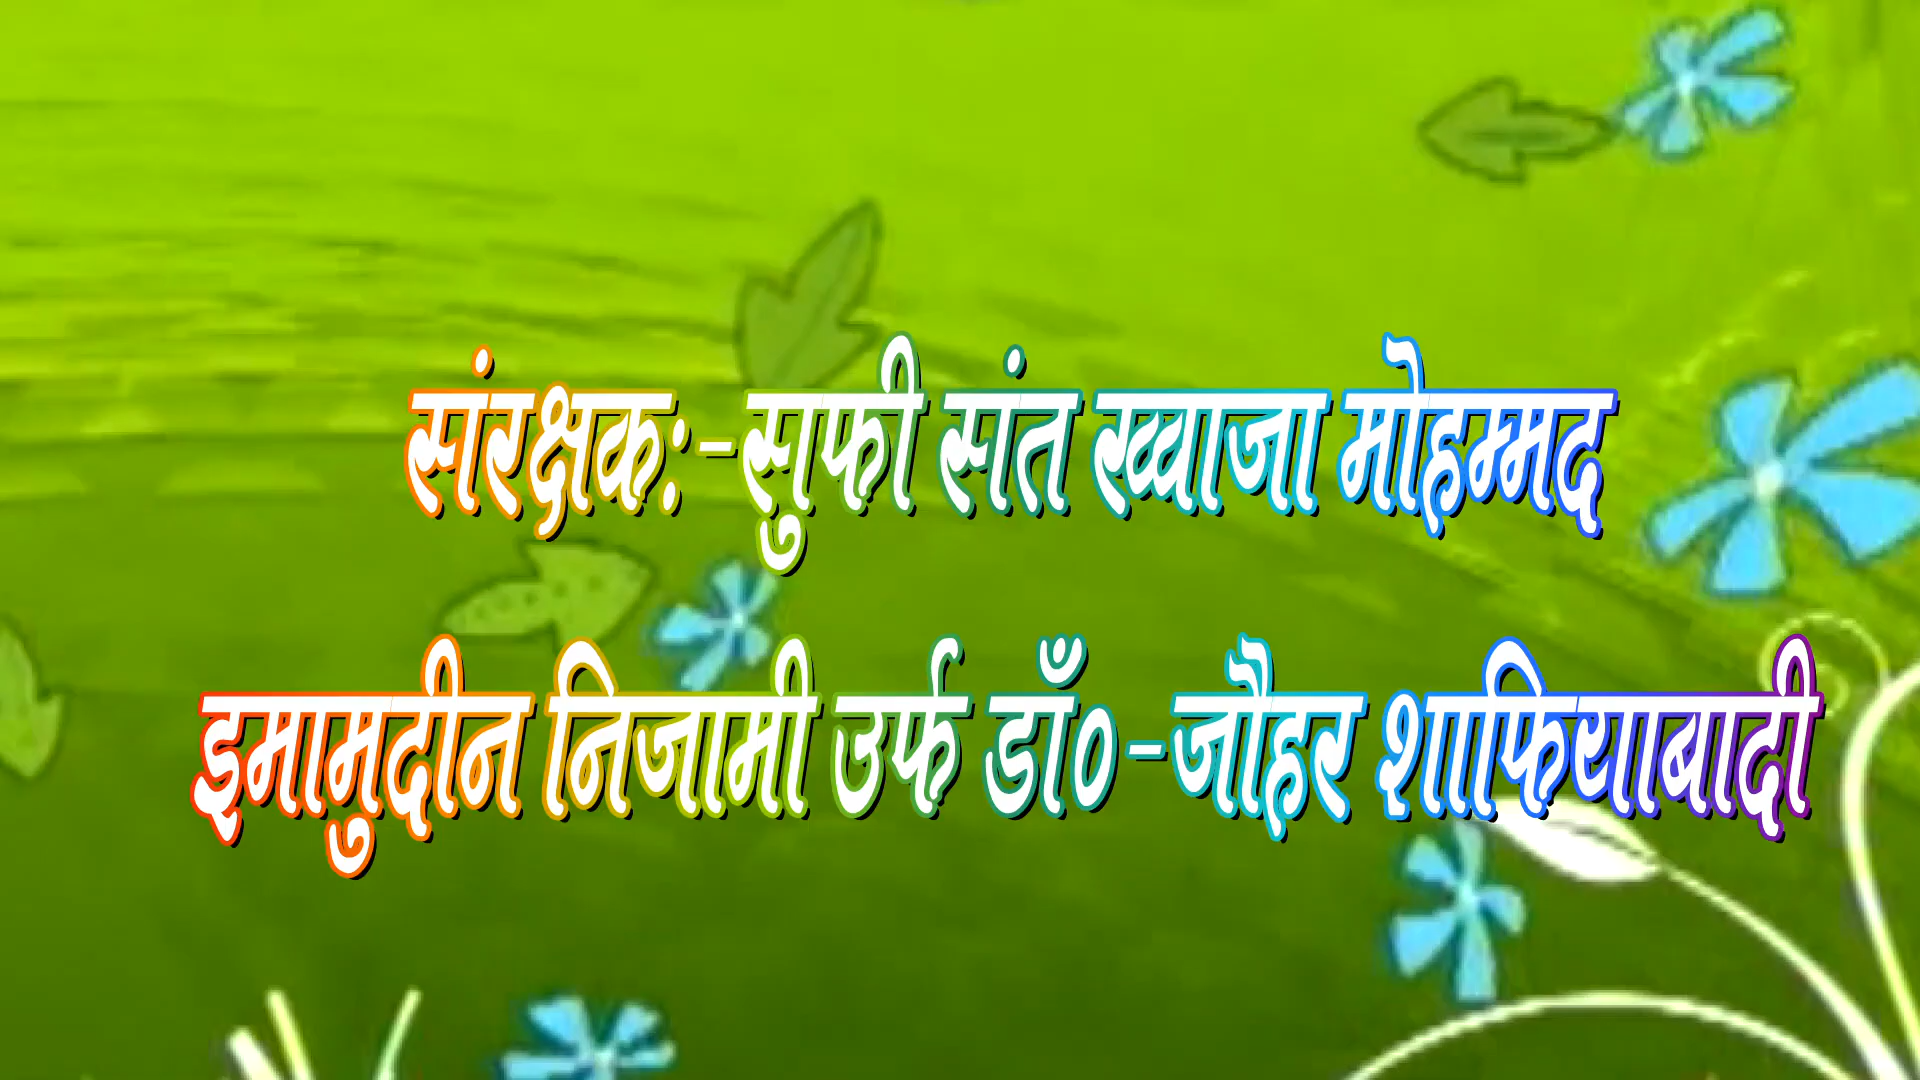 संरक्षक:-सुफी संत ख्वाजा मोहम्मद
इमामुदीन निजामी उर्फ डॉँ०-जौहर शाफियाबादी